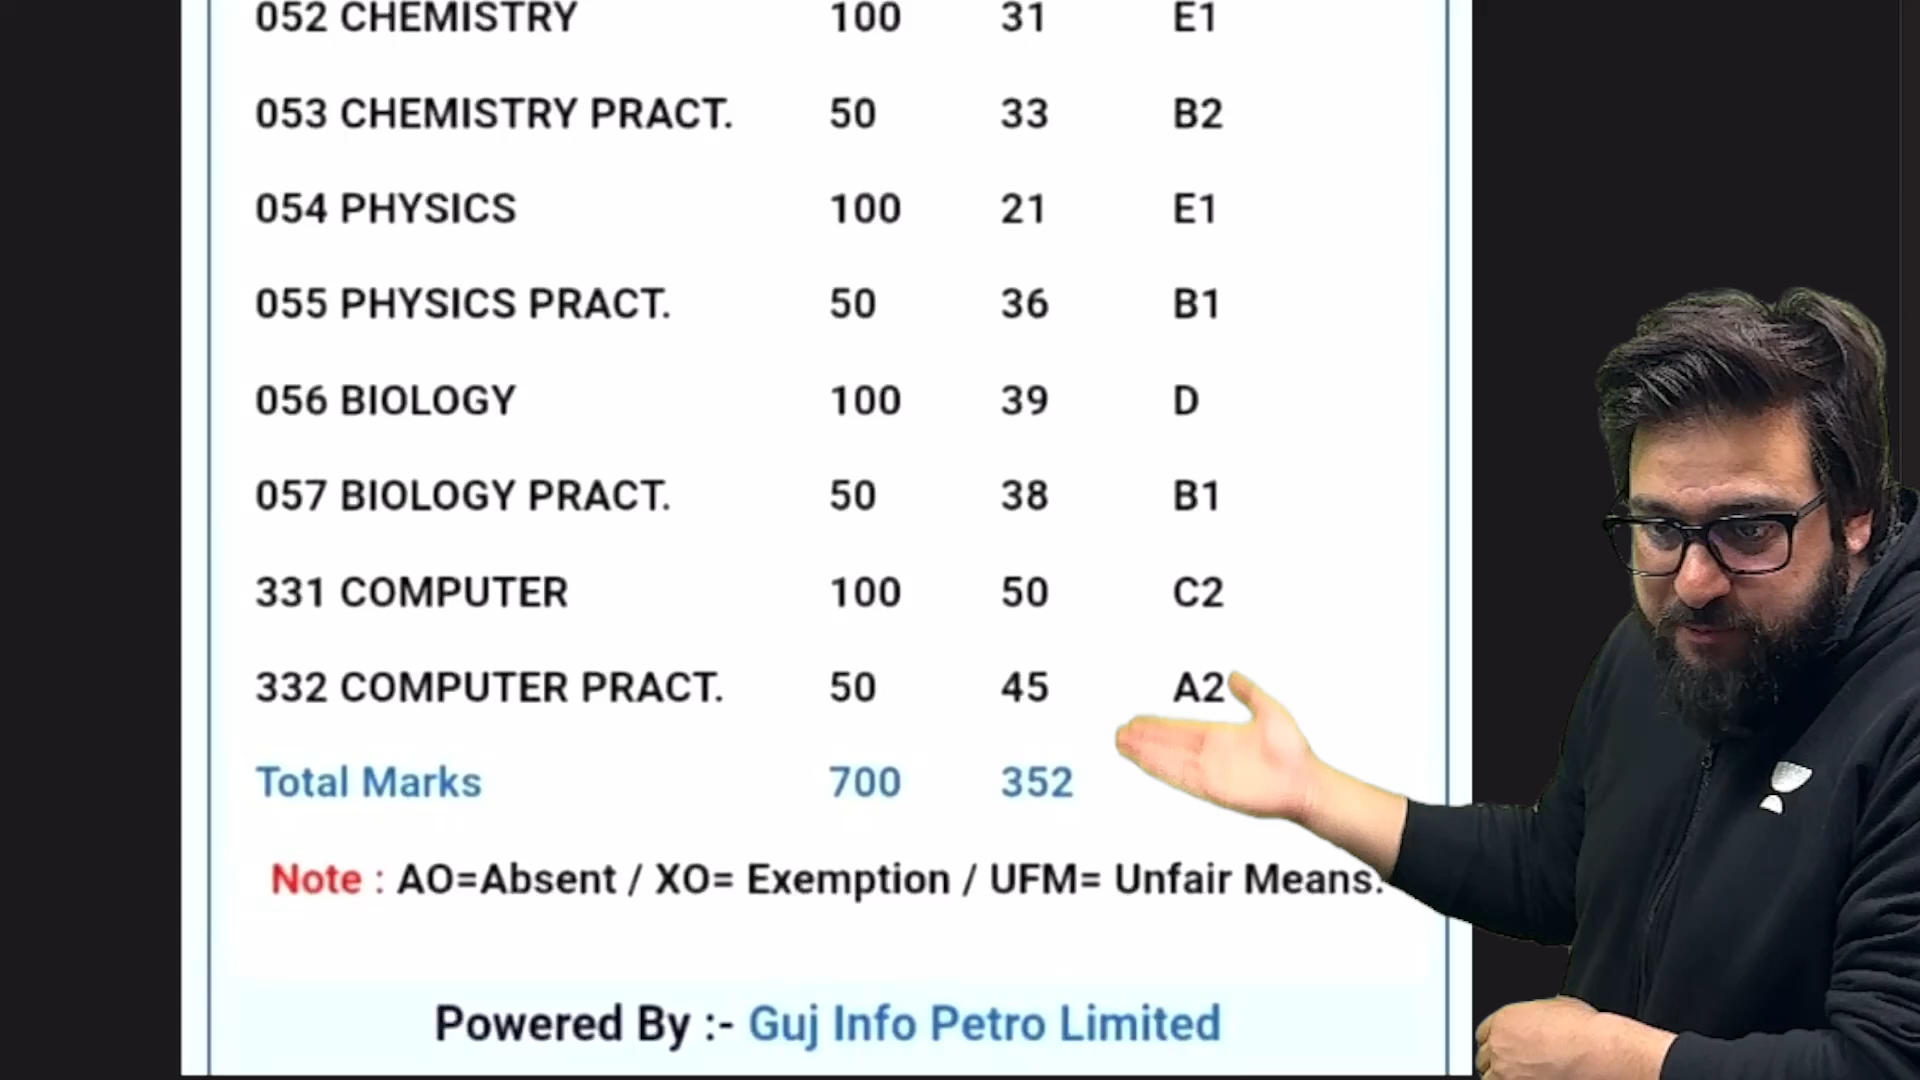 052 CHEMISTRY 100 31 E1
053 CHEMISTRY PRACT. 50 33 B2
054 PHYSICS 100 21 E1
055 PHYSICS PRACT. 50 36 B1
056 BIOLOGY 100 39 D
057 BIOLOGY PRACT. 50 38 B1
331 COMPUTER 100 50 C2
332 COMPUTER PRACT. 50 45 A2
Total Marks 700 352
Note : AO=Absent / XO= Exemption / UFM= Unfair Means.
Powered By :- Guj Info Petro Limited